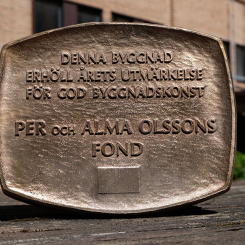 DENNA BYGGNAD
ERHÖLL ÅRETS UTMÄRKELSE
FÖR GOD BYGGNADSKONST
PER OCH ALMA OLSSONS
FOND